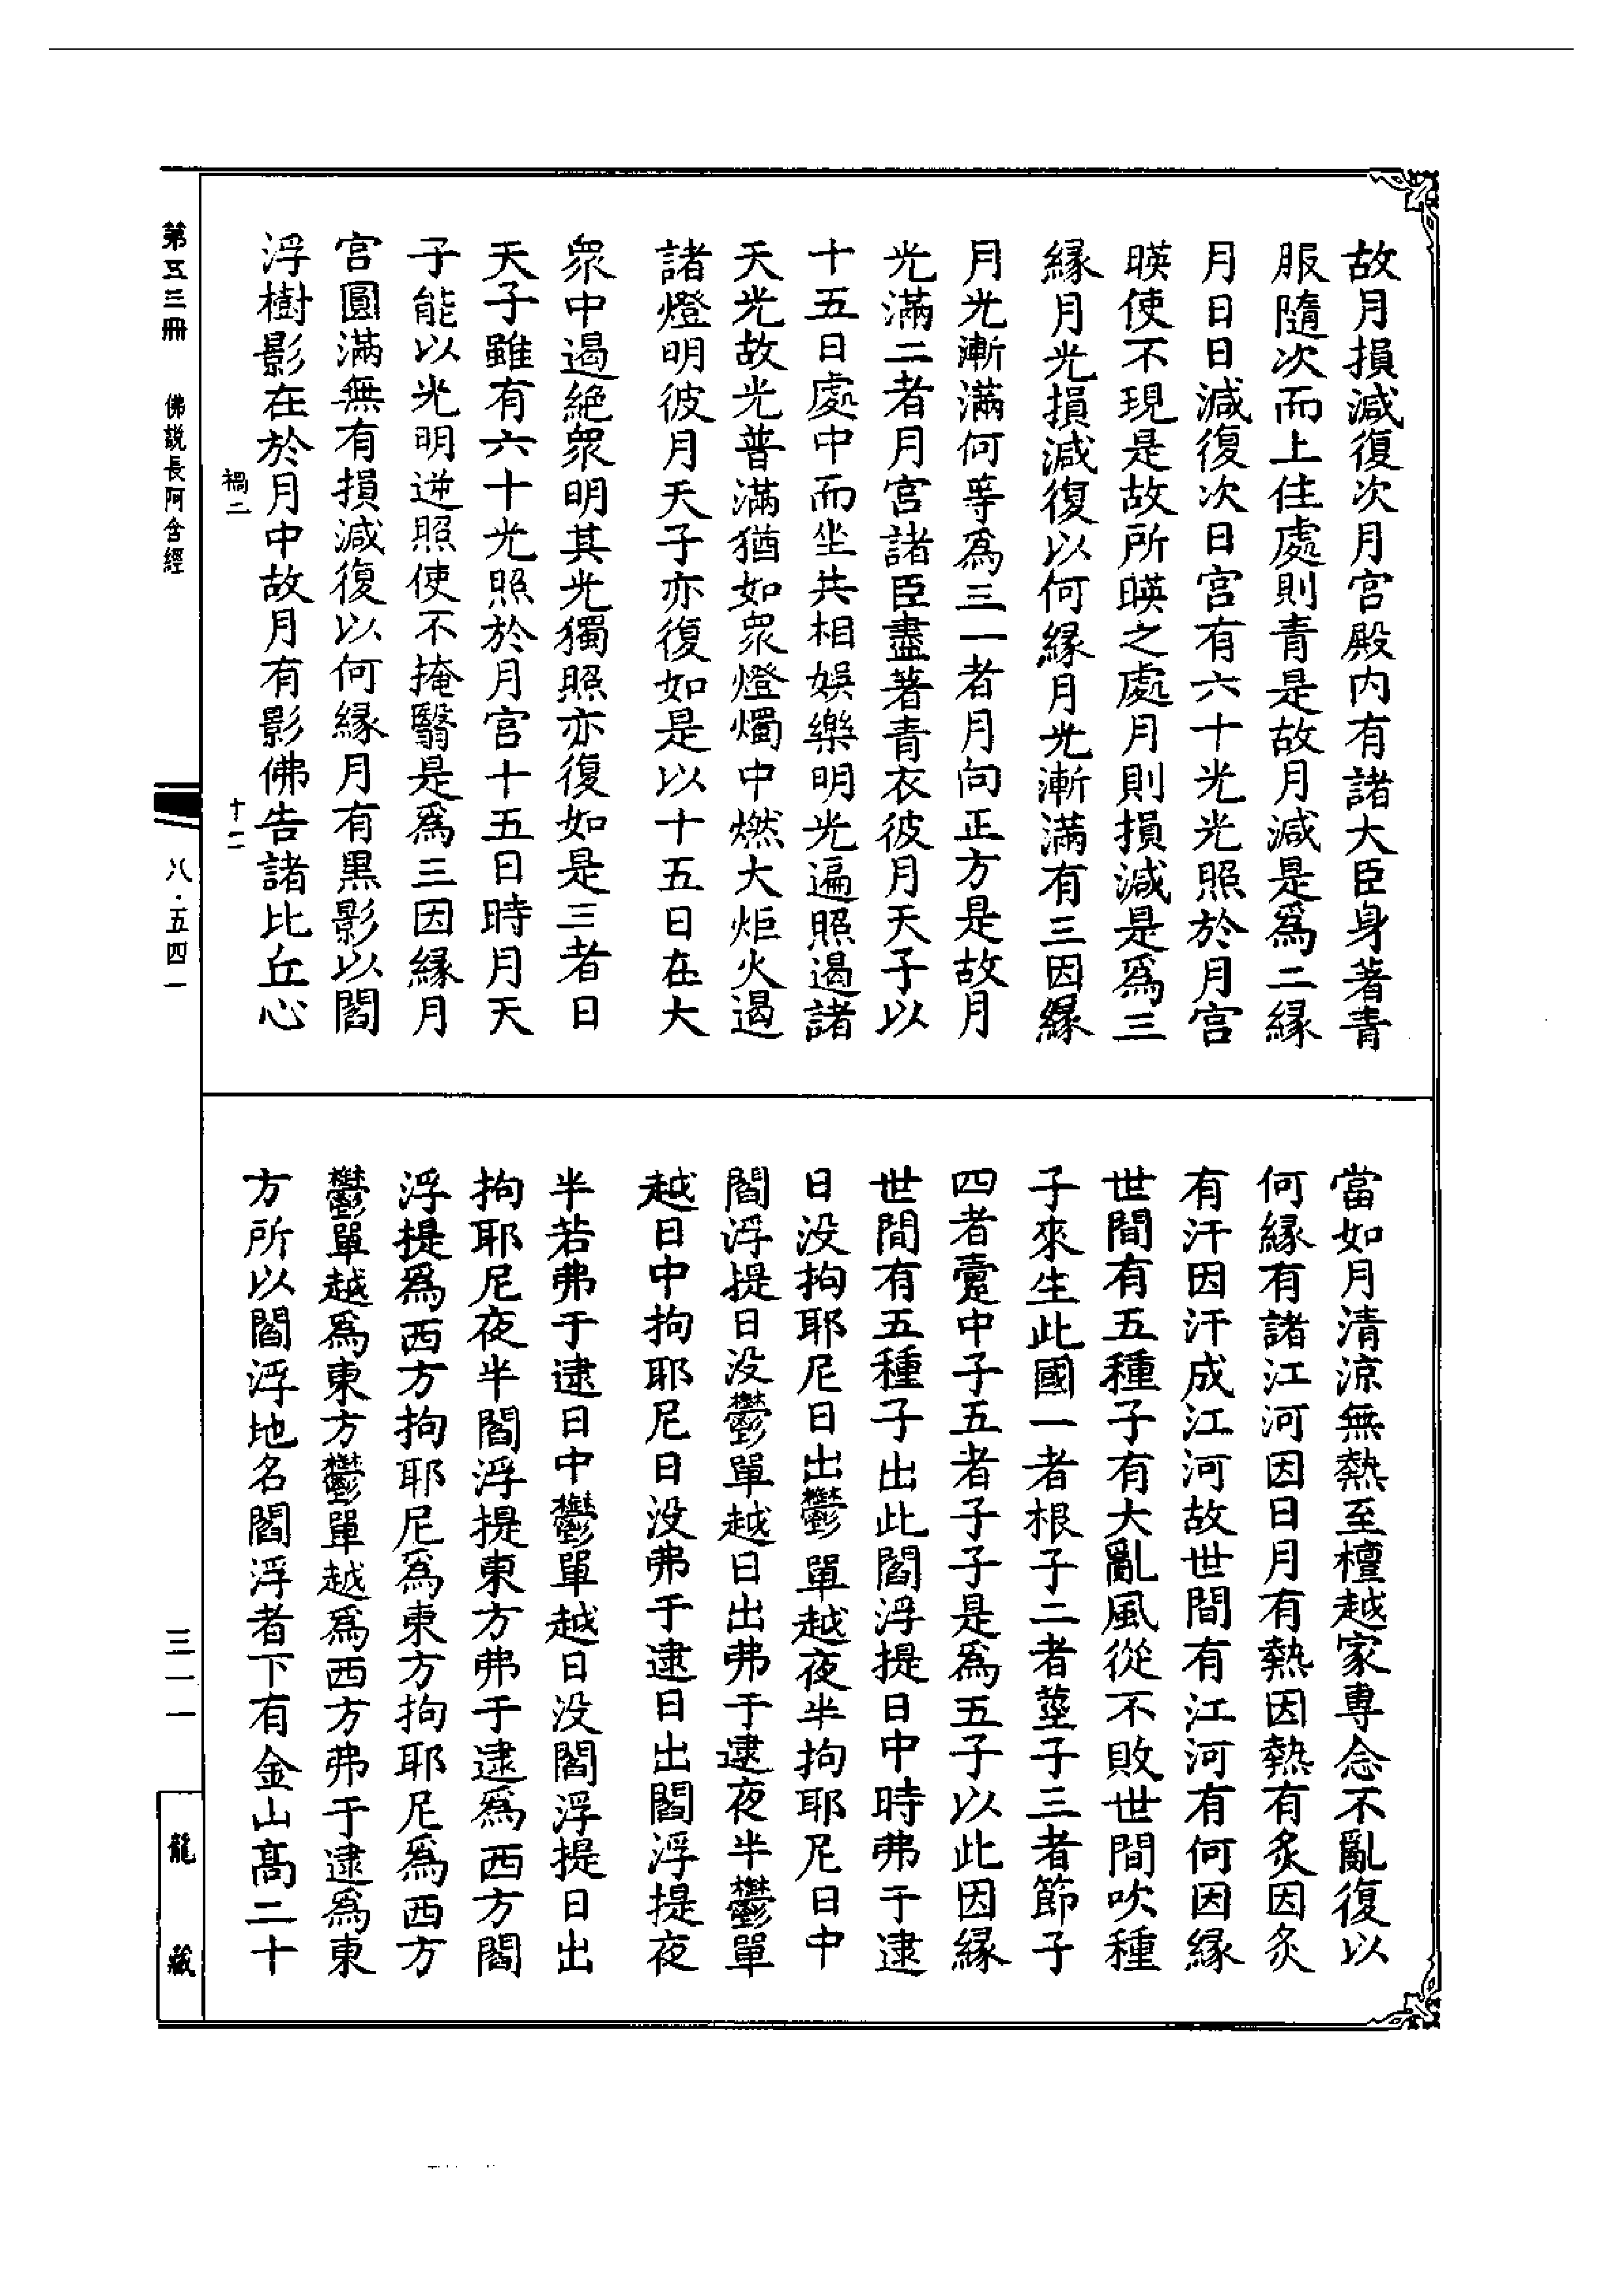 故月損減復次月宫殿内有諸大臣身著青
服隨次而上住處則青是故月減是爲二縁
月日日減復次日宫有六十光光照於月宫
暎使不現是故所暎之處月則損減是爲三
縁月光損減復以何縁月光漸滿有三因縁
月光漸滿何等爲三一者月向正方是故月
光滿二者月宫諸臣盡著青衣彼月天子以
十五日處中而坐共相娛樂明光遍照遏諸
天光故光普滿猶如衆燈燭中燃大炬火遏
諸燈明彼月天子亦復如是以十五日在大
衆中遏絶衆明其光獨照亦復如是三者日
天子雖有六十光照於月宫十五日時月天
子能以光明逆照使不掩翳是爲三因縁月
宫圓滿無有損減復以何縁月有黒影以閻
浮樹影在於月中故月有影佛告諸比丘心
當如月清涼無熱至檀越家專念不亂復以
何縁有諸江河因日月有熱因熱有炙因炙
有汗因汗成江河故世間有江河有何因縁
世間有五種子有大亂風從不敗世間吹種
子來生此國一者根子二者莖子三者節子
四者虛中子五者子子是爲五子以此因縁
世間有五種子出此閻浮提日中時弗于逮
日没拘耶尼日出鬱單越夜半拘耶尼日中
閻浮提日没鬱單越日出弗于逮夜半鬱單
越日中拘耶尼日没弗于逮日出閻浮提夜
半若弗于逮日中鬱單越日没閻浮提日出
拘耶尼夜半閻浮提東方弗于逮爲西方閻
浮提爲西方拘耶尼爲東方拘耶尼爲西方
鬱單越爲東方鬱單越爲西方弗于逮爲東
方所以閻浮地名閻浮者下有金山高二十
禍二
十二
第五三冊
佛說長阿含經
八·五四一
三一一
龍藏